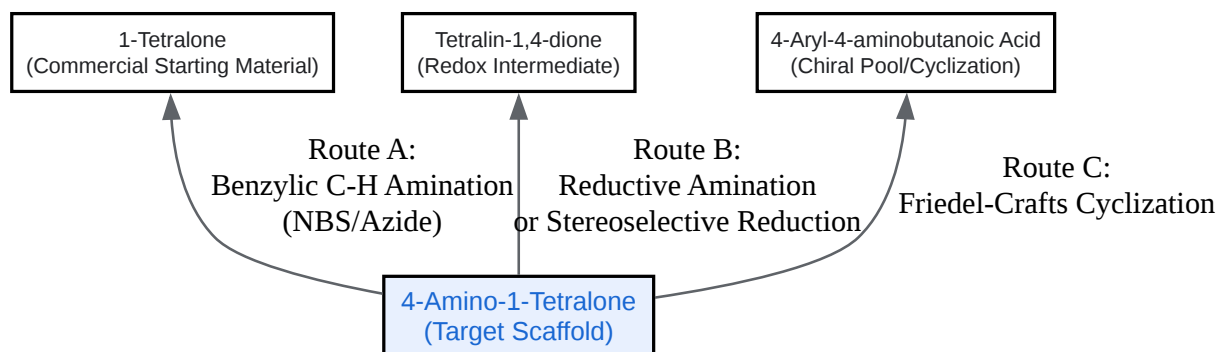 1-Tetralone
(Commercial Starting Material)
Tetralin-1,4-dione
(Redox Intermediate)
4-Aryl-4-aminobutanoic Acid
(Chiral Pool/Cyclization)
Route A:
Benzylic C-H Amination
(NBS/Azide)
Route B:
Reductive Amination
or Stereoselective Reduction
Route C:
Friedel-Crafts Cyclization
4-Amino-1-Tetralone
(Target Scaffold)